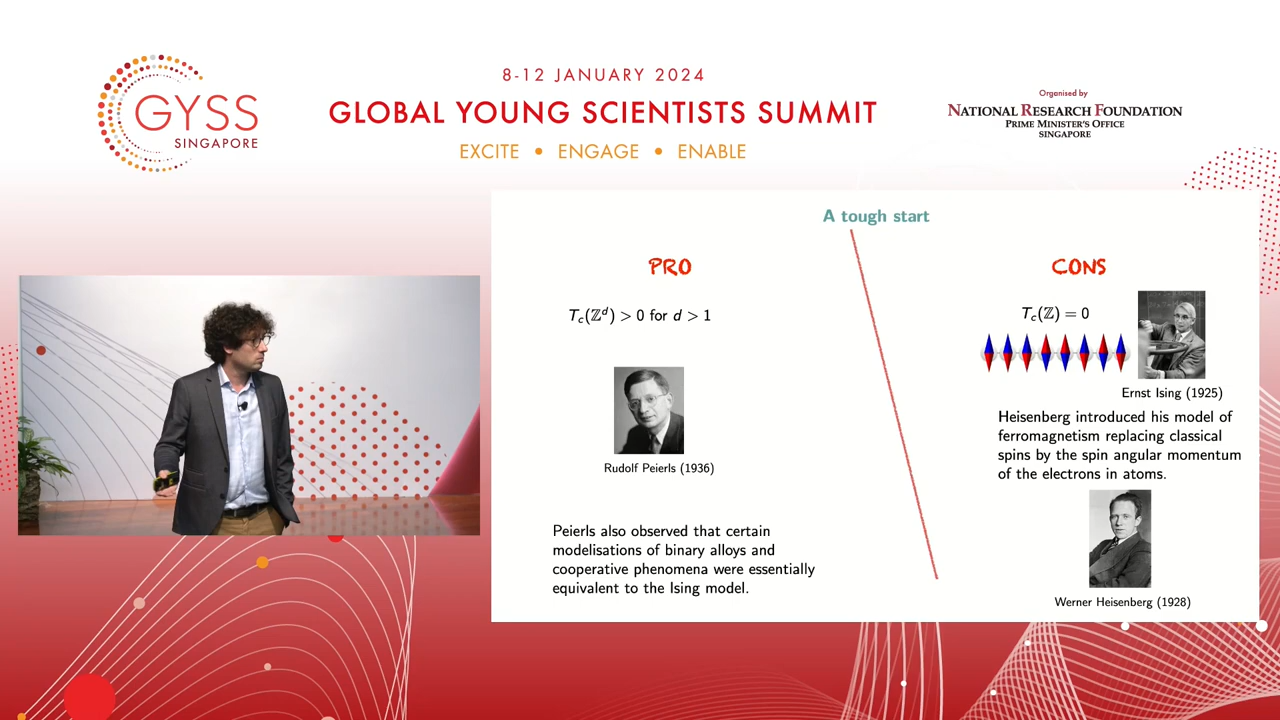 GYSS
SINGAPORE
8-12 JANUARY 2024
GLOBAL YOUNG SCIENTISTS SUMMIT
EXCITE • ENGAGE • ENABLE
Organised by
NATIONAL RESEARCH FOUNDATION
PRIME MINISTER'S OFFICE
SINGAPORE
A tough start
PRO
T_c(ℤ^d) > 0 for d > 1
Rudolf Peierls (1936)
Peierls also observed that certain
modelisations of binary alloys and
cooperative phenomena were essentially
equivalent to the Ising model.
CONS
T_c(ℤ) = 0
Ernst Ising (1925)
Heisenberg introduced his model of
ferromagnetism replacing classical
spins by the spin angular momentum
of the electrons in atoms.
Werner Heisenberg (1928)